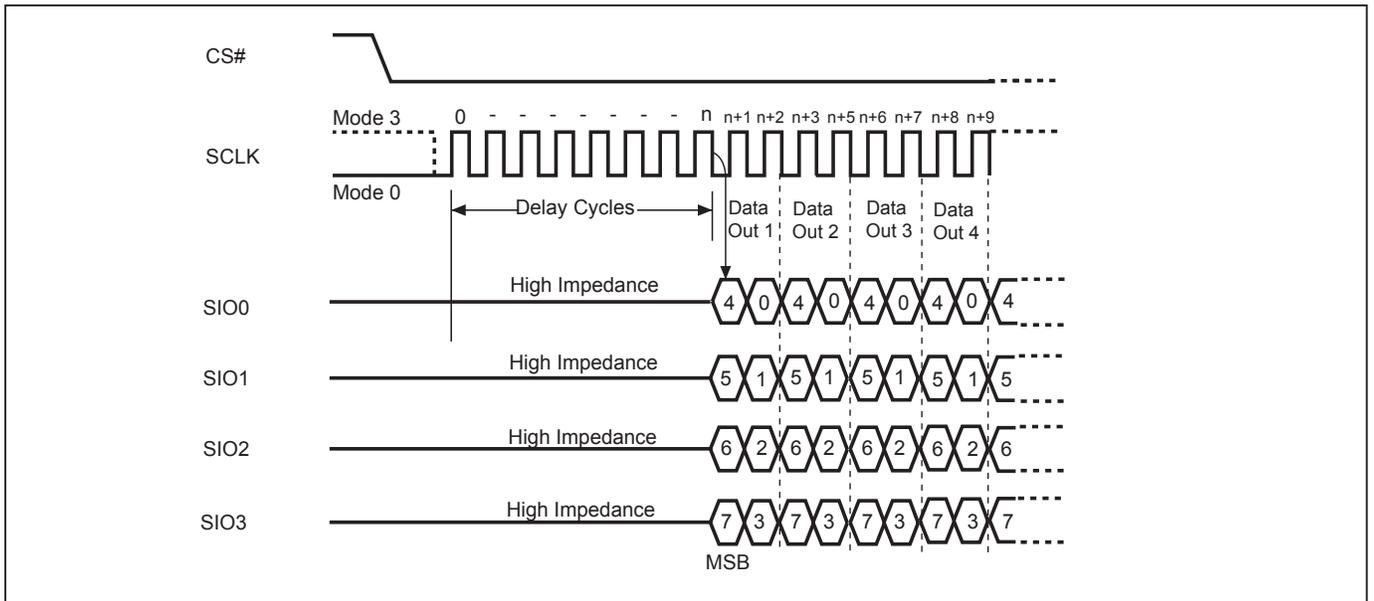 CS#
Mode 3
0 - - - - - - n n+1 n+2 n+3 n+5 n+6 n+7 n+8 n+9
SCLK
Mode 0
Delay Cycles
Data Out 1
Data Out 2
Data Out 3
Data Out 4
High Impedance
SIO0
4 0 4 0 4 0 4 0 4
High Impedance
SIO1
5 1 5 1 5 1 5 1 5
High Impedance
SIO2
6 2 6 2 6 2 6 2 6
High Impedance
SIO3
7 3 7 3 7 3 7 3 7
MSB